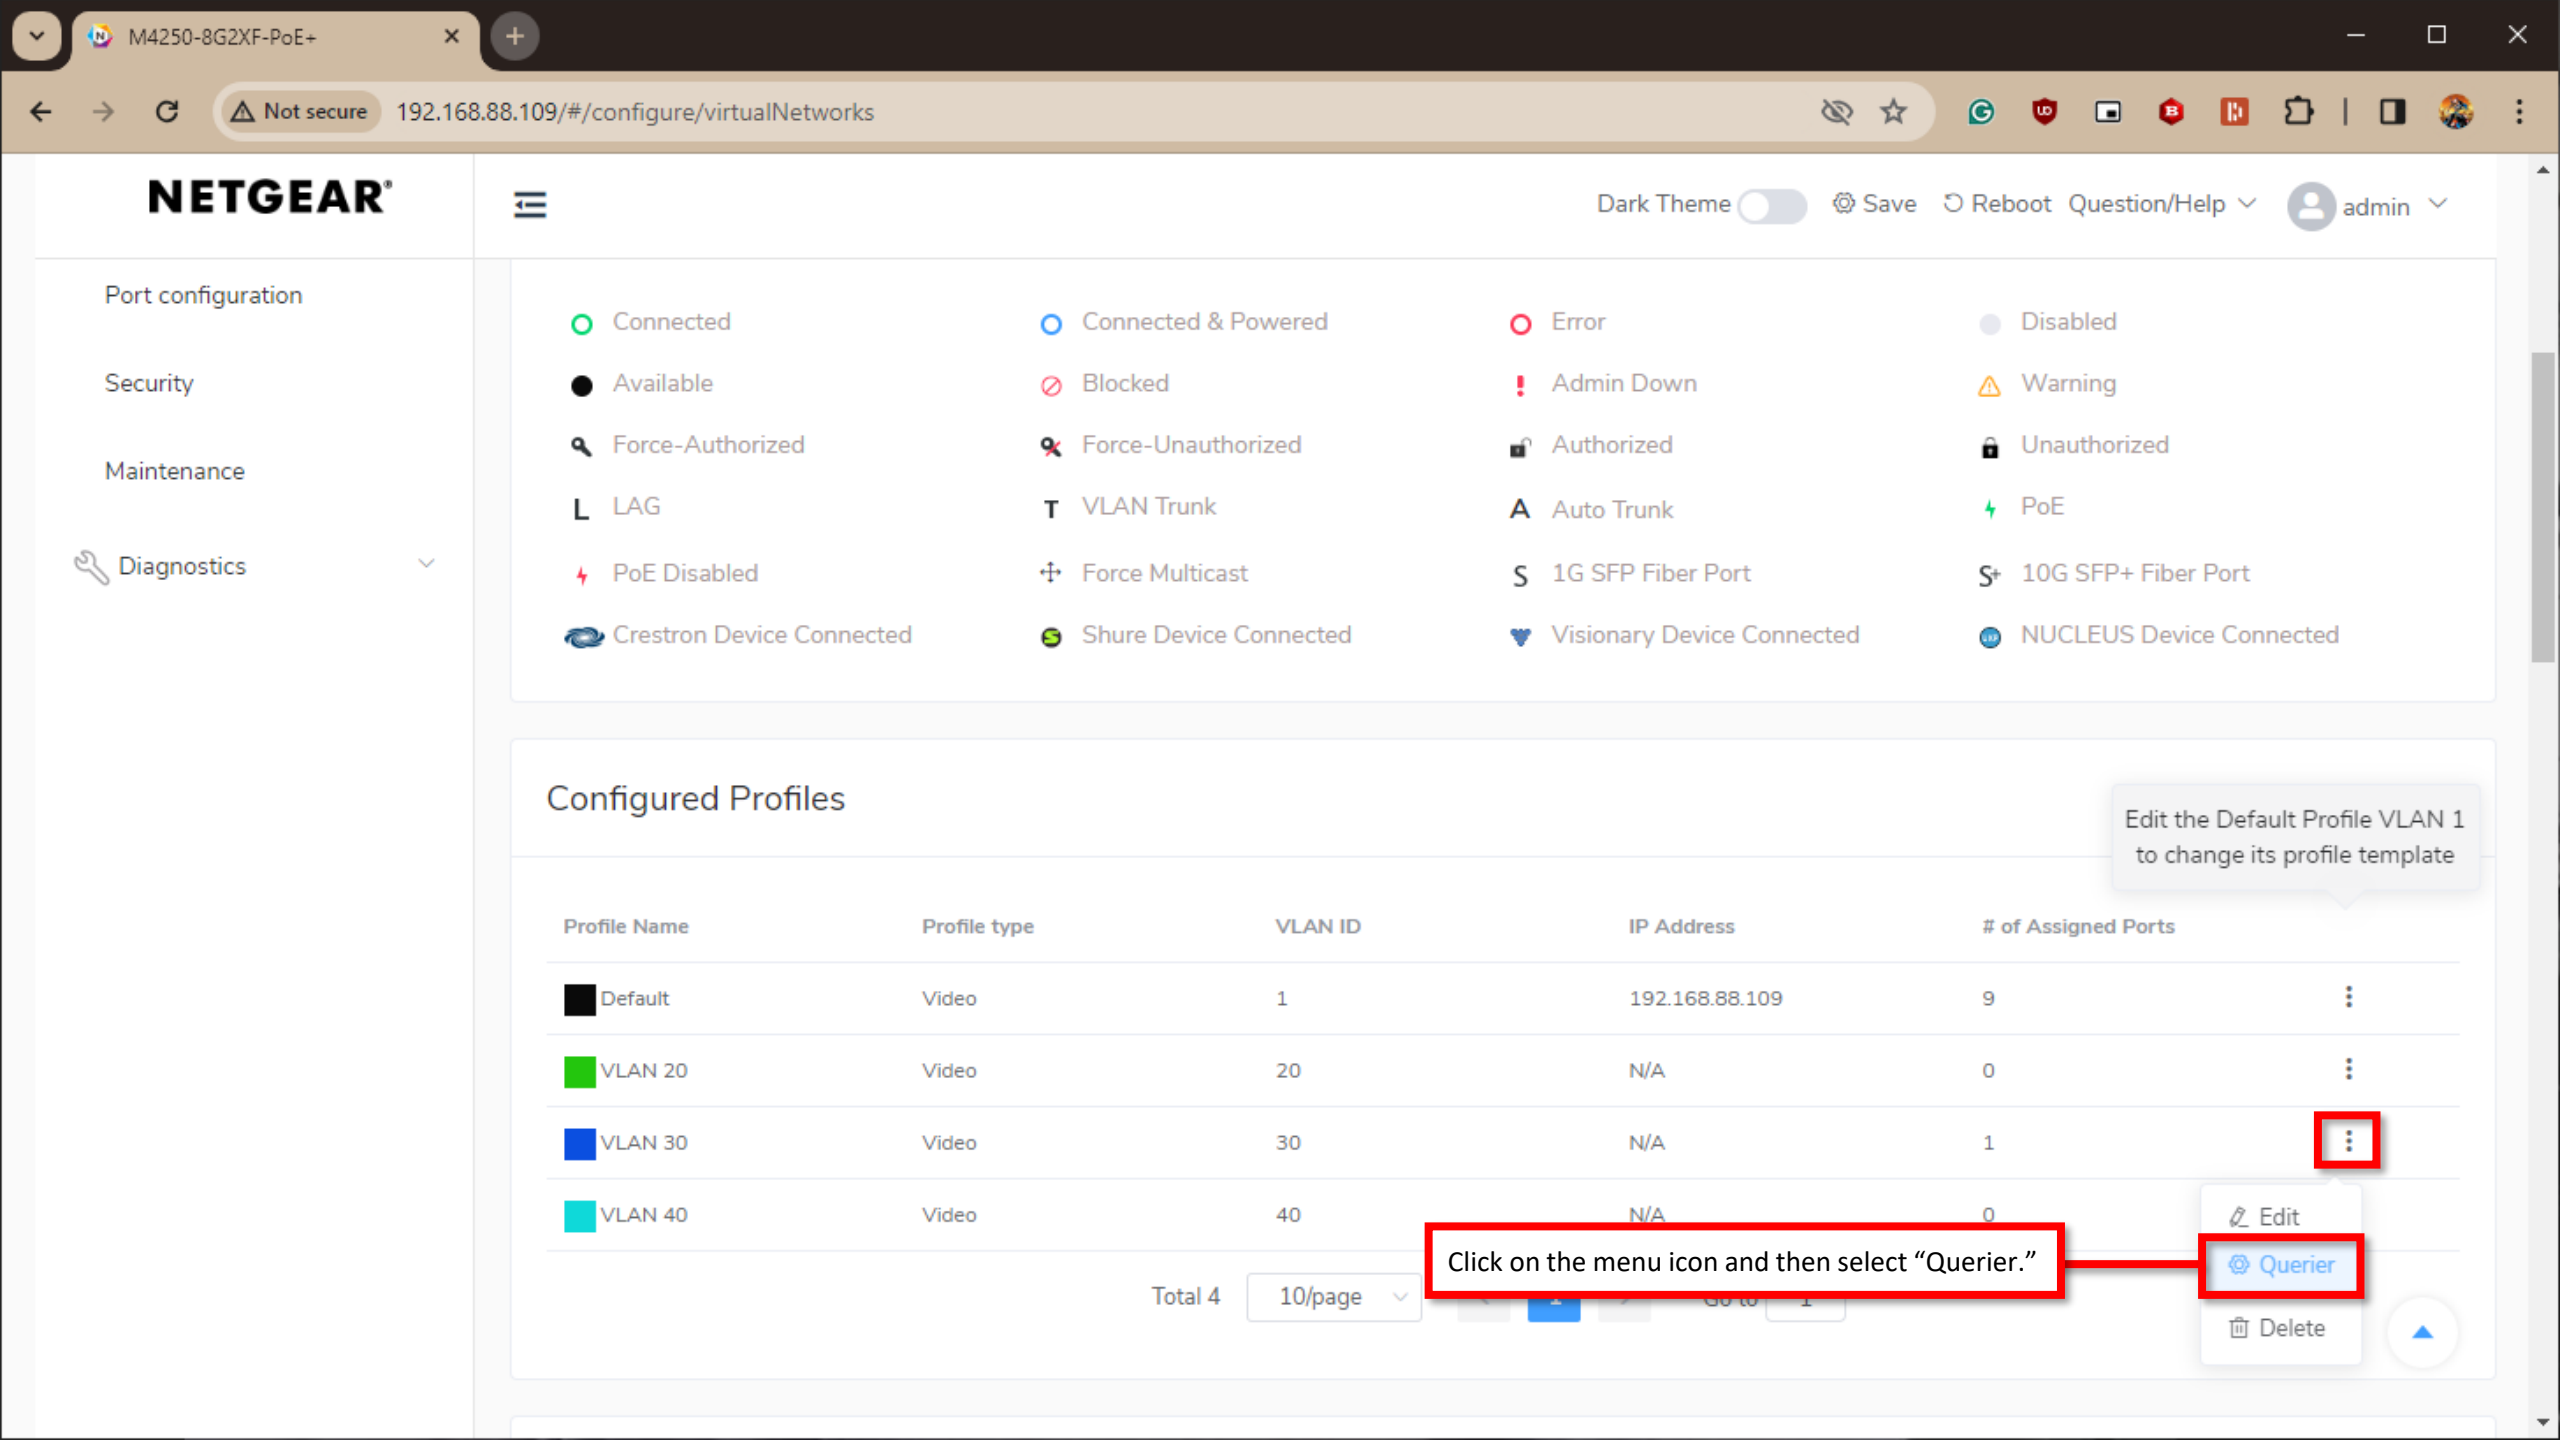 M4250-8G2XF-PoE+
Not secure 192.168.88.109/#/configure/virtualNetworks
NETGEAR®
Dark Theme Save Reboot Question/Help admin
Port configuration
Security
Maintenance
Diagnostics
Connected Connected & Powered Error Disabled
Available Blocked Admin Down Warning
Force-Authorized Force-Unauthorized Authorized Unauthorized
L LAG T VLAN Trunk A Auto Trunk PoE
PoE Disabled Force Multicast S 1G SFP Fiber Port S+ 10G SFP+ Fiber Port
Crestron Device Connected Shure Device Connected Visionary Device Connected NUCLEUS Device Connected
Configured Profiles
Edit the Default Profile VLAN 1
to change its profile template
Profile Name Profile type VLAN ID IP Address # of Assigned Ports
Default Video 1 192.168.88.109 9
VLAN 20 Video 20 N/A 0
VLAN 30 Video 30 N/A 1
VLAN 40 Video 40 N/A 0
Edit
Click on the menu icon and then select “Querier.”
Querier
Total 4 10/page 1 Go to 1
Delete